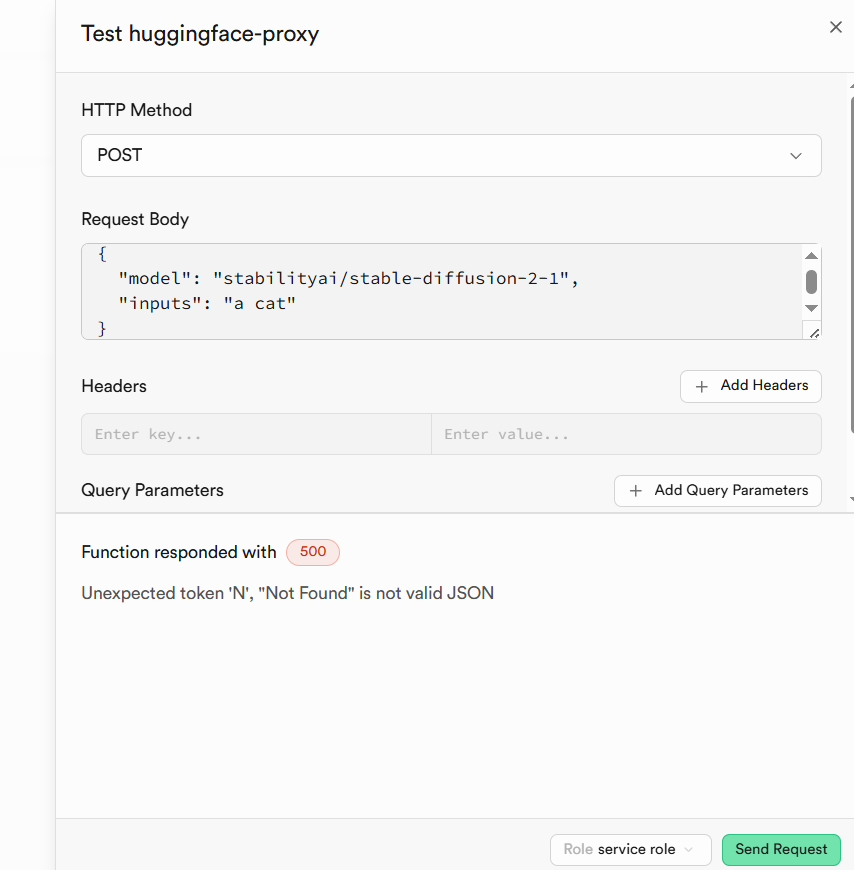 Test huggingface-proxy
HTTP Method
POST
Request Body
{
"model": "stabilityai/stable-diffusion-2-1",
"inputs": "a cat"
}
Headers
Add Headers
Enter key...
Enter value...
Query Parameters
Add Query Parameters
Function responded with 500
Unexpected token 'N', "Not Found" is not valid JSON
Role service role
Send Request